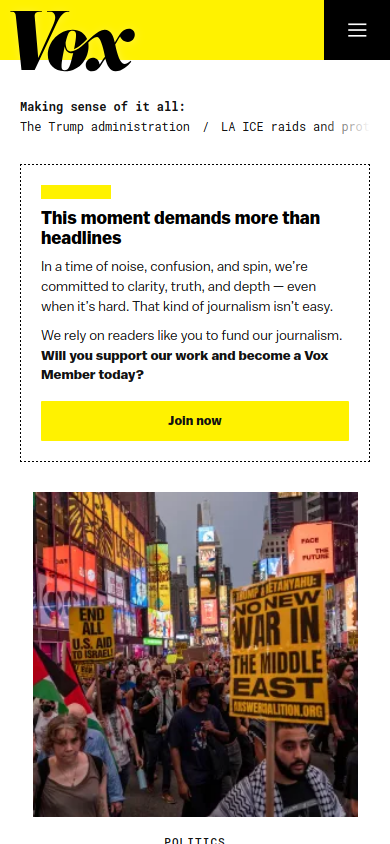 Vox
Making sense of it all:
The Trump administration / LA ICE raids and
This moment demands more than
headlines
In a time of noise, confusion, and spin, we're
committed to clarity, truth, and depth — even
when it's hard. That kind of journalism isn't easy.
We rely on readers like you to fund our journalism.
Will you support our work and become a Vox
Member today?
Join now
FACE
THE
FUTURE
END
ALL
U.S. AID
TO ISRAEL!
TRUMP & NETANYAHU:
NO NEW
WAR IN
THE MIDDLE
EAST
ANSWERCOALITION.ORG
POLITICS